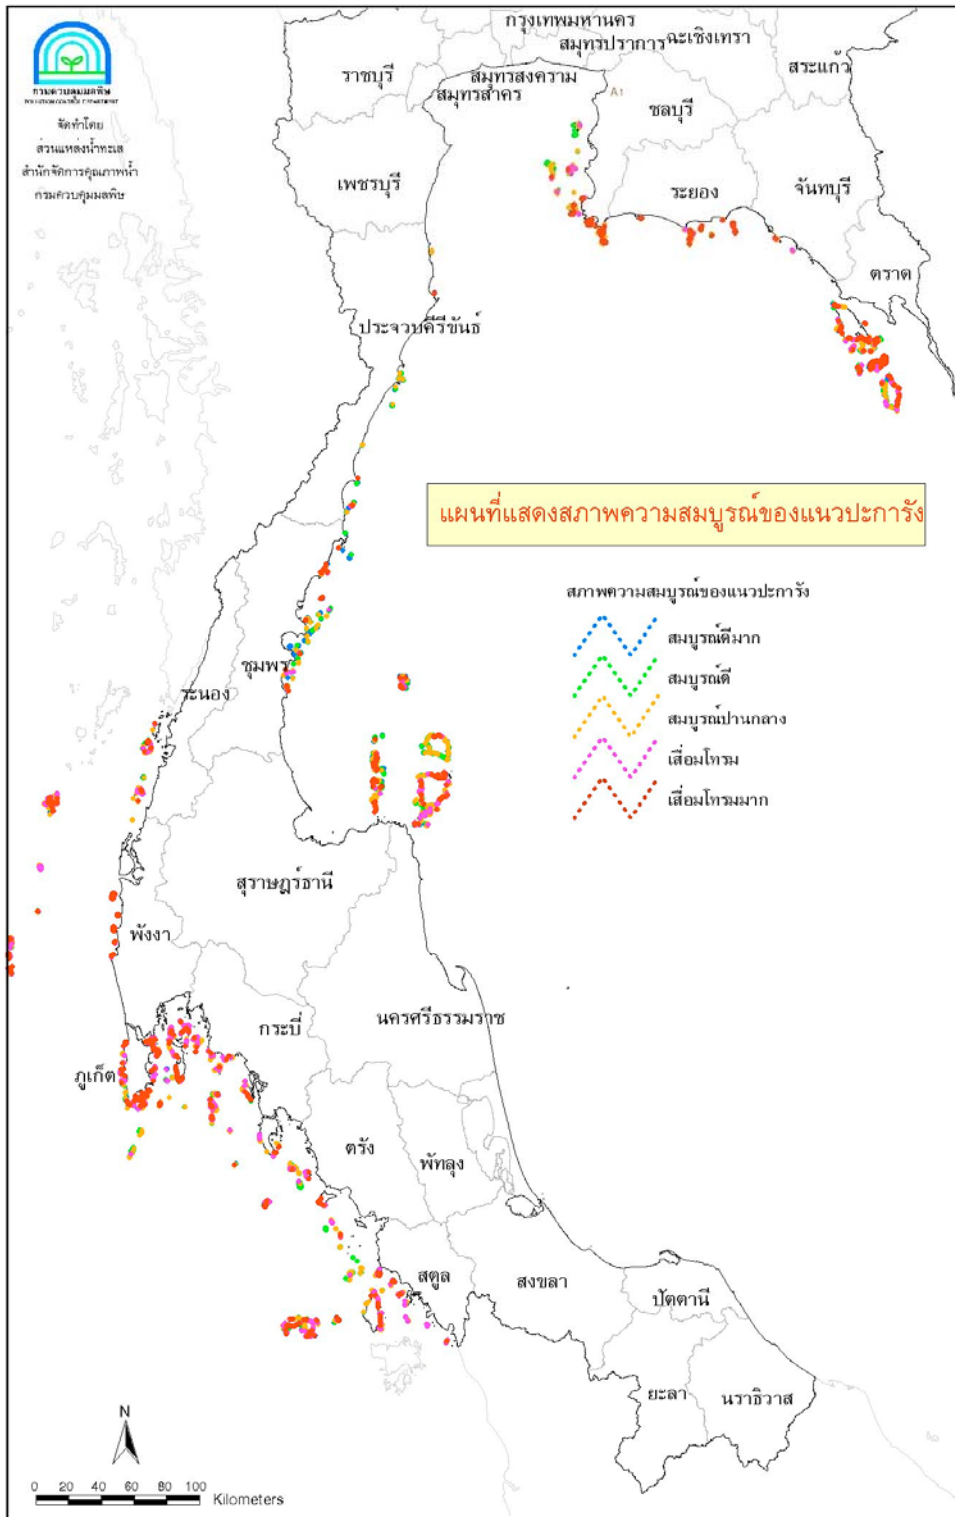 กรมควบคุมมลพิษ
POLLUTION CONTROL DEPARTMENT
จัดทำโดย
ส่วนแหล่งน้ำทะเล
สำนักจัดการคุณภาพน้ำ
กรมควบคุมมลพิษ
กรุงเทพมหานคร
สมุทรปราการ
ฉะเชิงเทรา
สระแก้ว
ราชบุรี
สมุทรสงคราม
สมุทรสาคร
A1
ชลบุรี
เพชรบุรี
ระยอง
จันทบุรี
ตราด
ประจวบคีรีขันธ์
แผนที่แสดงสภาพความสมบูรณ์ของแนวปะการัง
สภาพความสมบูรณ์ของแนวปะการัง
สมบูรณ์ดีมาก
สมบูรณ์ดี
สมบูรณ์ปานกลาง
เสื่อมโทรม
เสื่อมโทรมมาก
ชุมพร
ระนอง
สุราษฎร์ธานี
พังงา
นครศรีธรรมราช
กระบี่
ภูเก็ต
ตรัง
พัทลุง
สตูล
สงขลา
ปัตตานี
ยะลา
นราธิวาส
N
0 20 40 60 80 100
Kilometers